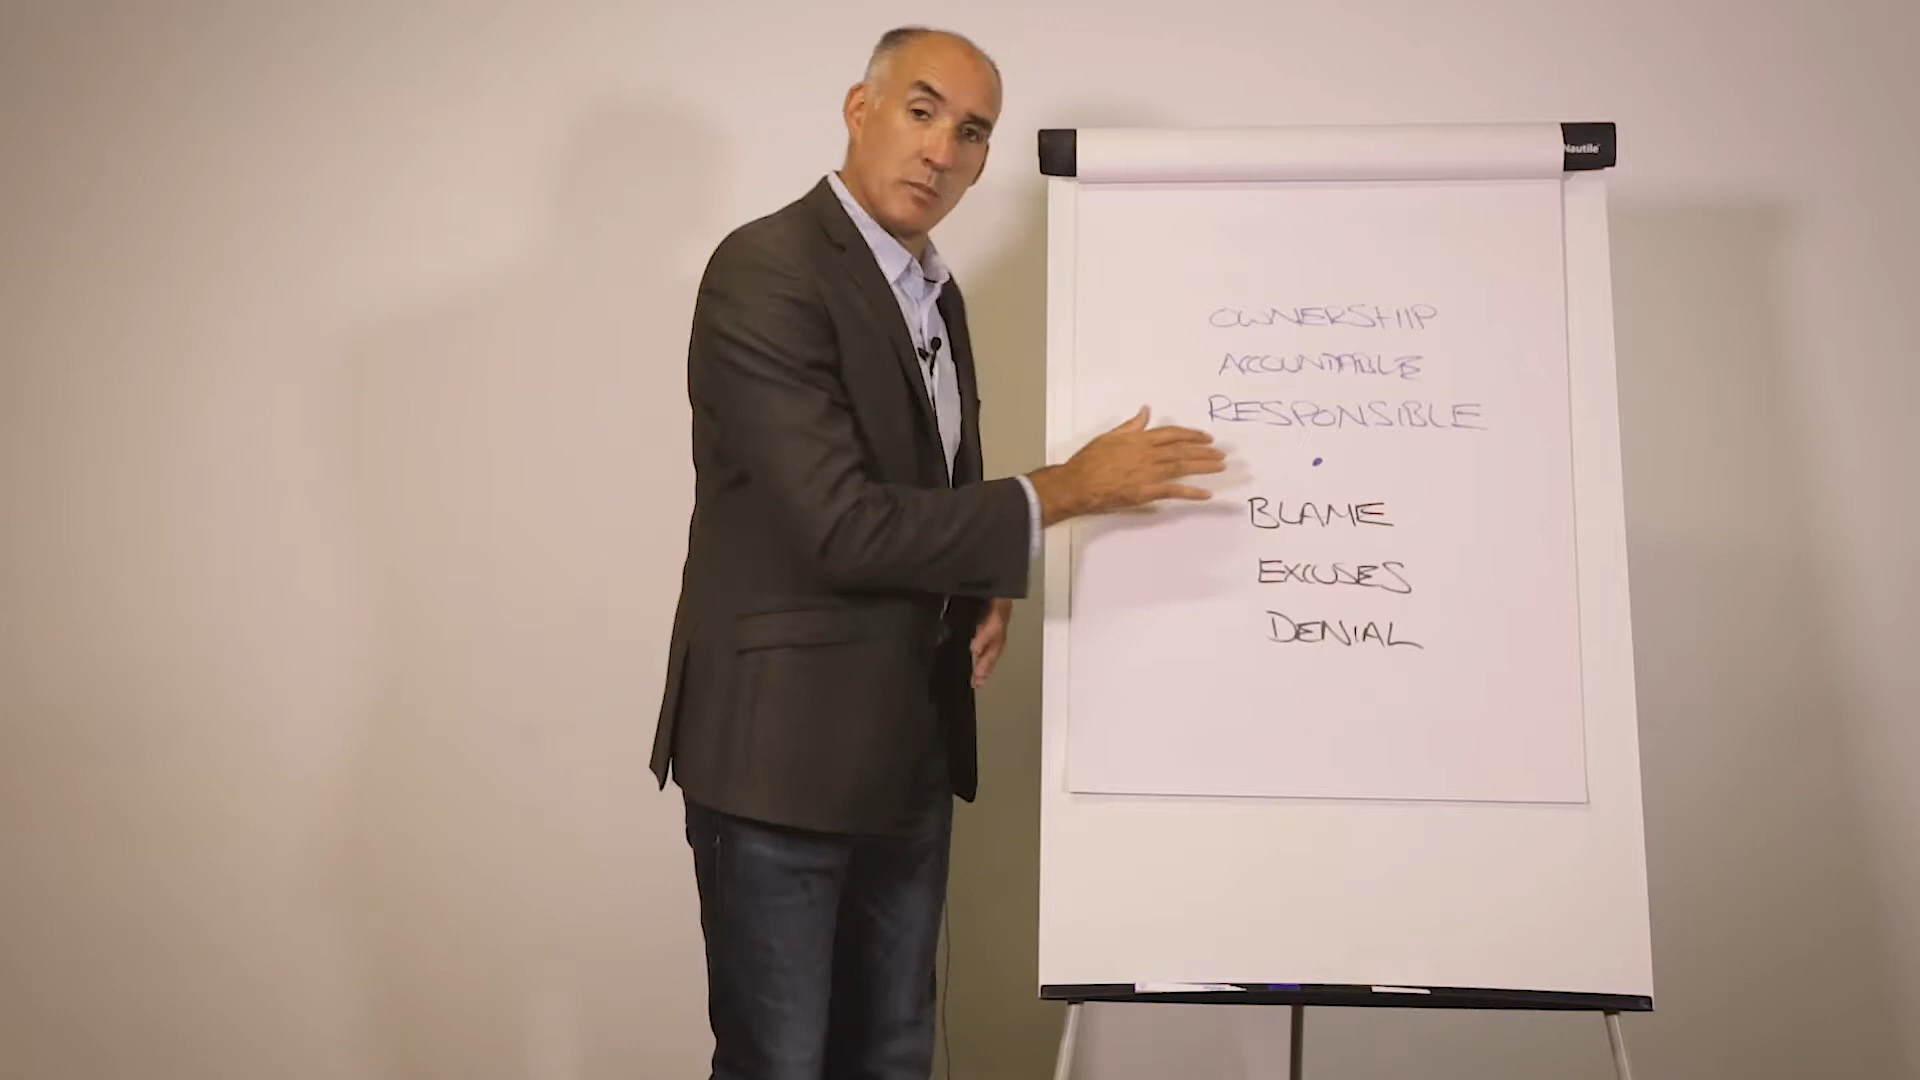 Nautile
OWNERSHIP
ACCOUNTABLE
RESPONSIBLE
BLAME
EXCUSES
DENIAL